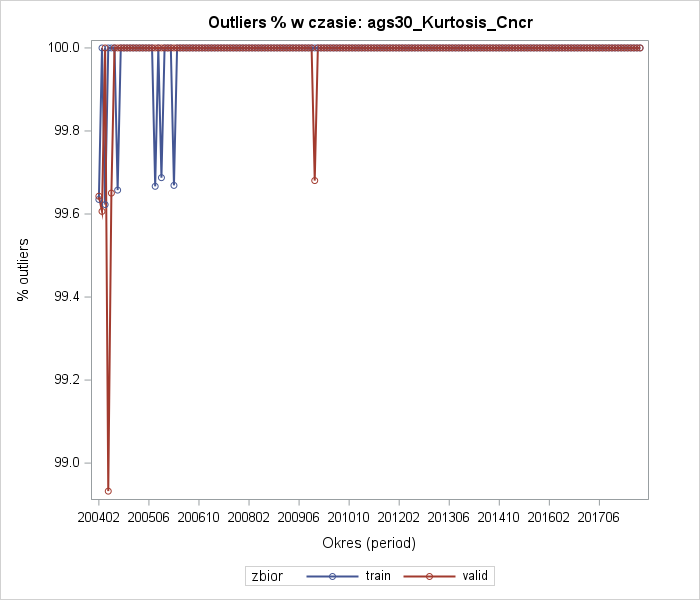 Outliers % w czasie: ags30_Kurtosis_Cncr
100.0
99.8
99.6
99.4
99.2
99.0
% outliers
200402 200506 200610 200802 200906 201010 201202 201306 201410 201602 201706
Okres (period)
zbior train valid